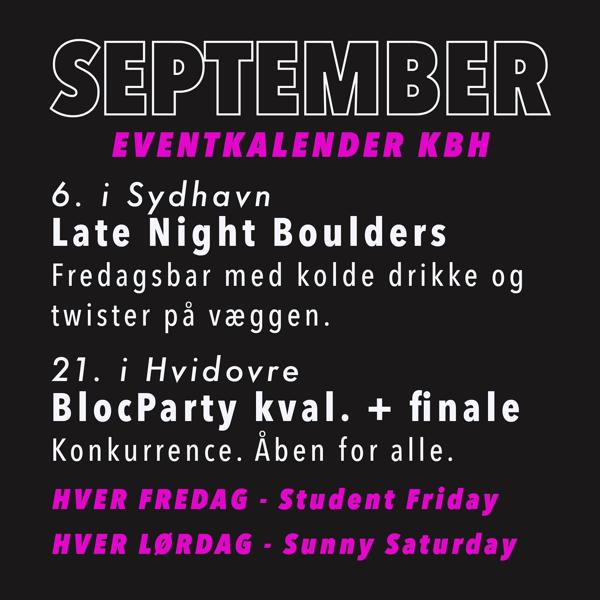 SEPTEMBER
EVENTKALENDER KBH
6. i Sydhavn
Late Night Boulders
Fredagsbar med kolde drikke og
twister på væggen.
21. i Hvidovre
BlocParty kval. + finale
Konkurrence. Åben for alle.
HVER FREDAG - Student Friday
HVER LØRDAG - Sunny Saturday